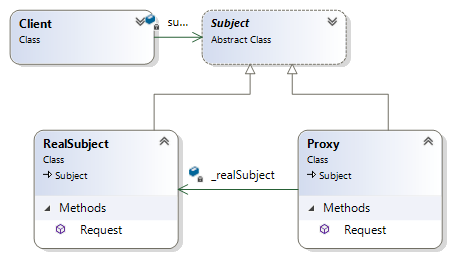 Client
Class
su...
Subject
Abstract Class
RealSubject
Class
Subject
Methods
Request
_realSubject
Proxy
Class
Subject
Methods
Request